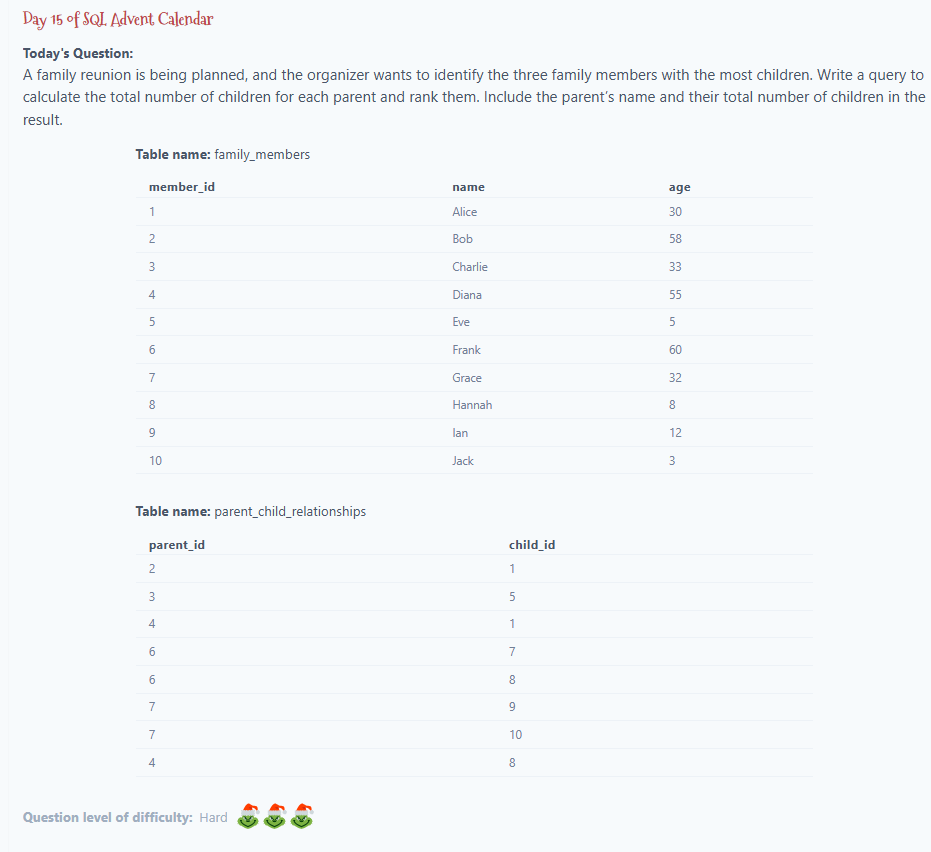 Day 15 of SQL Advent Calendar
Today's Question:
A family reunion is being planned, and the organizer wants to identify the three family members with the most children. Write a query to
calculate the total number of children for each parent and rank them. Include the parent's name and their total number of children in the
result.
Table name: family_members
member_id name age
1 Alice 30
2 Bob 58
3 Charlie 33
4 Diana 55
5 Eve 5
6 Frank 60
7 Grace 32
8 Hannah 8
9 Ian 12
10 Jack 3
Table name: parent_child_relationships
parent_id child_id
2 1
3 5
4 1
6 7
6 8
7 9
7 10
4 8
Question level of difficulty: Hard